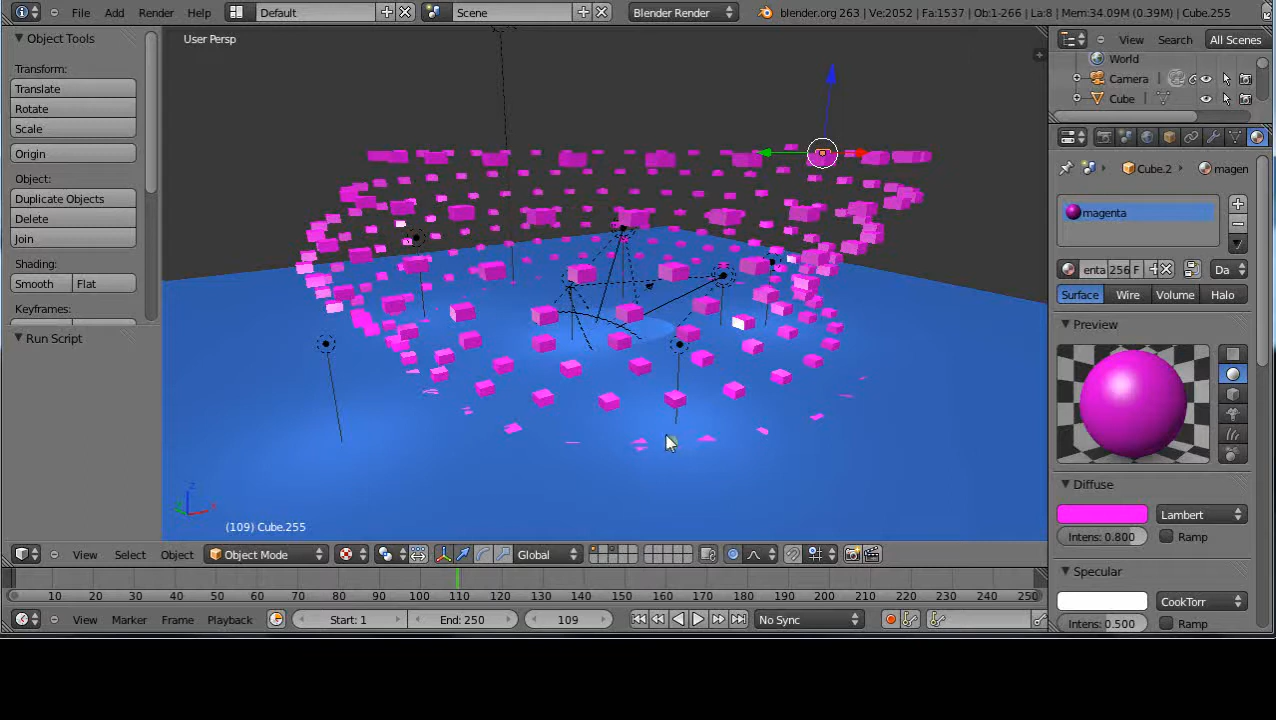 File Add Render Help Default Scene Blender Render blender.org 263 | Ve:2052 | Fa:1537 | Ob:1-266 | La:8 | Mem:34.09M (0.39M) | Cube.255
Object Tools
Transform:
Translate
Rotate
Scale
Origin
Object:
Duplicate Objects
Delete
Join
Shading:
Smooth Flat
Keyframes:
Run Script
User Persp
(109) Cube.255
View Select Object Object Mode Global
View Search All Scenes
World
Camera
Cube
Cube.2 magen
magenta
enta 256 F Da
Surface Wire Volume Halo
Preview
Diffuse
Lambert
Intens: 0.800 Ramp
Specular
CookTorr
Intens: 0.500 Ramp
10 20 30 40 50 60 70 80 90 100 110 120 130 140 150 160 170 180 190 200 210 220 230 240 250
View Marker Frame Playback Start: 1 End: 250 109 No Sync